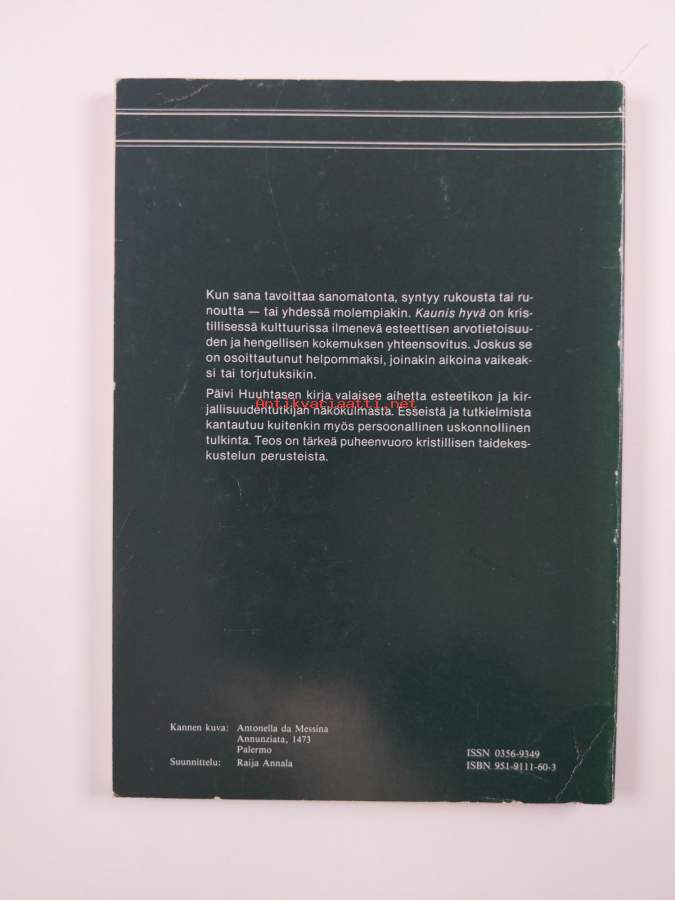 Kun sana tavoittaa sanomatonta, syntyy rukousta tai ru-
noutta — tai yhdessä molempiakin. Kaunis hyvä on kris-
tillisessä kulttuurissa ilmenevä esteettisen arvotietoisuu-
den ja hengellisen kokemuksen yhteensovitus. Joskus se
on osoittautunut helpommaksi, joinakin aikoina vaikeak-
si tai torjutuksikin.
Päivi Huuhtasen kirja valaisee aihetta esteetikon ja kir-
Antikvariaatti.net
jallisuudentutkijan näkökulmasta. Esseistä ja tutkielmista
kantautuu kuitenkin myös persoonallinen uskonnollinen
tulkinta. Teos on tärkeä puheenvuoro kristillisen taidekes-
kustelun perusteista.
Kannen kuva: Antonella da Messina
Annunziata, 1473
Palermo
Suunnittelu: Raija Annala
ISSN 0356-9349
ISBN 951-9111-60-3